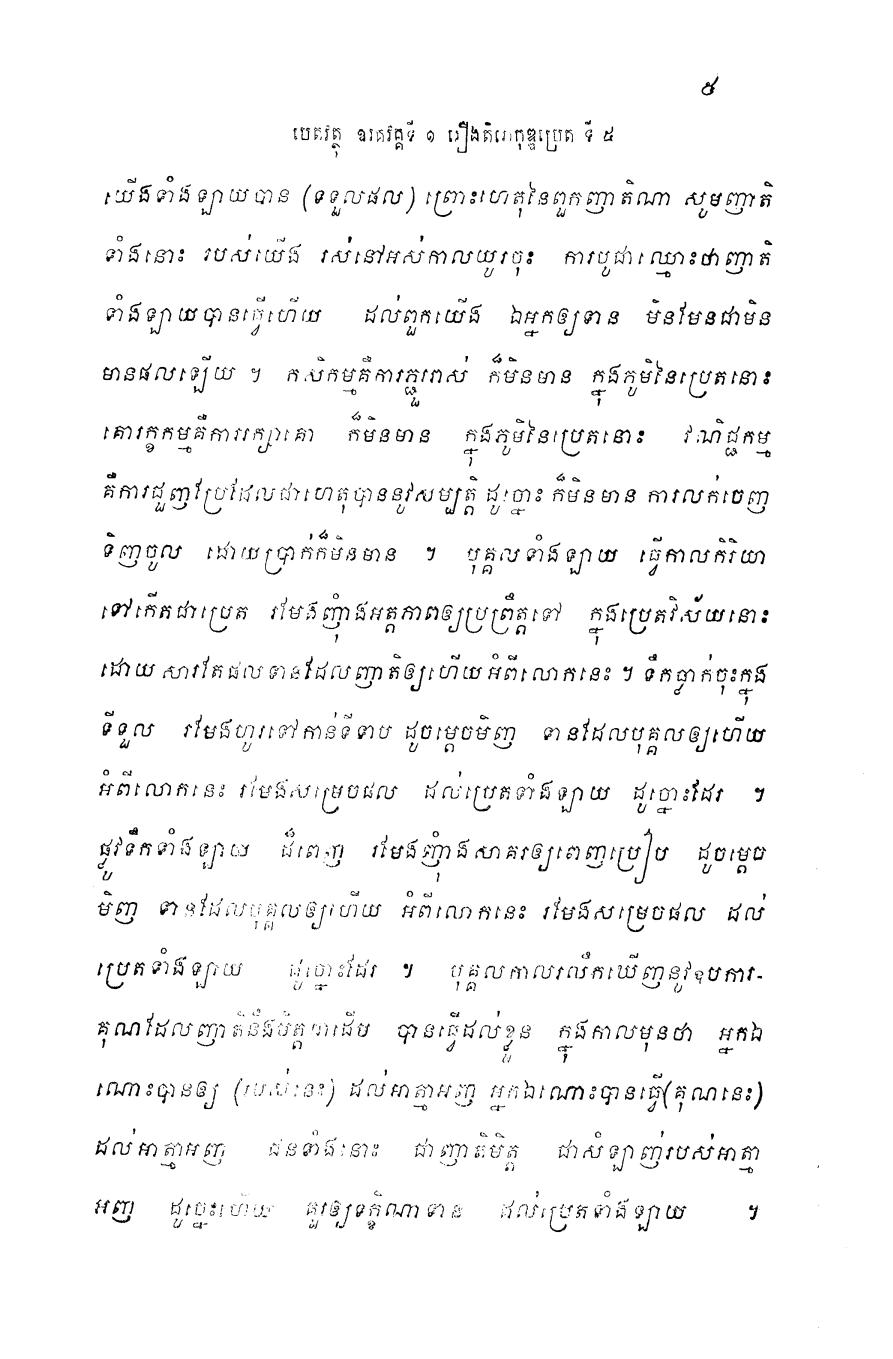 ៥
បេតវត្ថុ ឧរគវគ្គទី ១ រឿងតិរោកុឌ្ឌប្រេត ទី ៥
យើងទាំងឡាយបាន (ទទួលផល) ព្រោះហេតុនៃពួកញាតិណា សូមញាតិ
ទាំងនោះ របស់យើង រស់នៅអស់កាលយូរចុះ ការបូជាឈ្មោះថាញាតិ
ទាំងឡាយបានធ្វើហើយ ដល់ពួកយើង ឯអ្នកឲ្យទាន មិនមែនជាមិន
មានផលឡើយ ។ កសិកម្មគឺការភ្ជួររាស់ ក៏មិនមាន ក្នុងភូមិនៃប្រេតនោះ
គោរក្ខកម្មគឺការរក្សាគោ ក៏មិនមាន ក្នុងភូមិនៃប្រេតនោះ វណិជ្ជកម្ម
គឺការជួញប្រែដែលជាហេតុបាននូវសម្បត្តិ ដូច្នោះ ក៏មិនមាន ការលក់ចេញ
ទិញចូល ដោយប្រាក់ក៏មិនមាន ។ បុគ្គលទាំងឡាយ ធ្វើកាលកិរិយា
ទៅកើតជាប្រេត រមែងញុំាងអត្តភាពឲ្យប្រព្រឹត្តទៅ ក្នុងប្រេតវិស័យនោះ
ដោយសារតែផលទានដែលញាតិឲ្យហើយអំពីលោកនេះ ។ ទឹកធ្លាក់ចុះក្នុង
ទីទួល រមែងហូរទៅកាន់ទីទាប ដូចម្តេចមិញ ទានដែលបុគ្គលឲ្យហើយ
អំពីលោកនេះ រមែងសម្រេចផល ដល់ប្រេតទាំងឡាយ ដូច្នោះដែរ ។
ផ្លូវទឹកទាំងឡាយ ដ៏ពេញ រមែងញុំាងសាគរឲ្យពេញប្រៀប ដូចម្តេច
មិញ ទានដែលបុគ្គលឲ្យហើយ អំពីលោកនេះ រមែងសម្រេចផល ដល់
ប្រេតទាំងឡាយ ដូច្នោះដែរ ។ បុគ្គលកាលរលឹកឃើញនូវឧបការ-
គុណដែលញាតិនឹងមិត្តជាដើម បានធ្វើដល់ខ្លួន ក្នុងកាលមុនថា អ្នកឯ
ណោះបានឲ្យ (របស់នេះ) ដល់អាត្មាអញ អ្នកឯណោះបានធ្វើ(គុណនេះ)
ដល់អាត្មាអញ ជនទាំងនោះ ជាញាតិមិត្ត ជាសំឡាញ់របស់អាត្មា
អញ ដូច្នេះហើយ គួរឲ្យទក្ខិណាទាន ដល់ប្រេតទាំងឡាយ ។